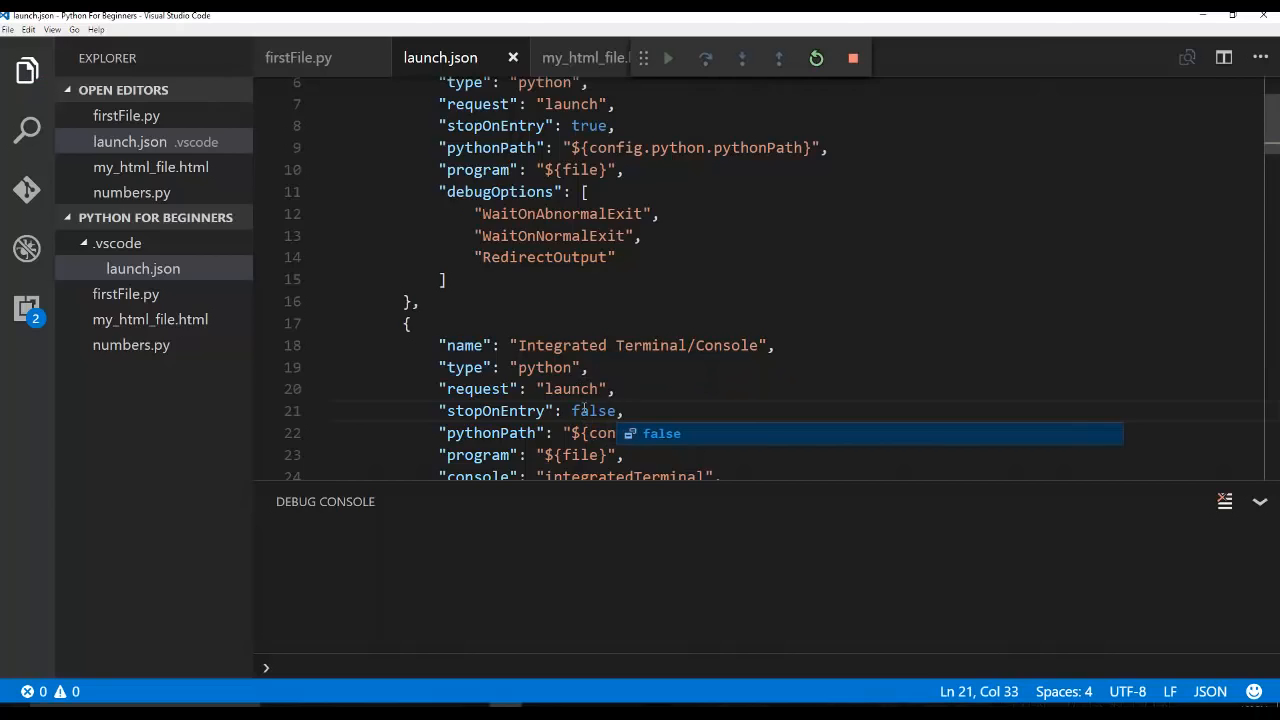 launch.json - Python For Beginners - Visual Studio Code
File Edit View Go Help
EXPLORER
OPEN EDITORS
firstFile.py
launch.json .vscode
my_html_file.html
numbers.py
PYTHON FOR BEGINNERS
.vscode
launch.json
firstFile.py
my_html_file.html
numbers.py
2
firstFile.py launch.json my_html_file.
6 "type": "python",
7 "request": "launch",
8 "stopOnEntry": true,
9 "pythonPath": "${config.python.pythonPath}",
10 "program": "${file}",
11 "debugOptions": [
12 "WaitOnAbnormalExit",
13 "WaitOnNormalExit",
14 "RedirectOutput"
15 ]
16 },
17 {
18 "name": "Integrated Terminal/Console",
19 "type": "python",
20 "request": "launch",
21 "stopOnEntry": false,
22 "pythonPath": "${con
false
23 "program": "${file}",
24 "console": "integratedTerminal",
DEBUG CONSOLE
›
0 0 Ln 21, Col 33 Spaces: 4 UTF-8 LF JSON